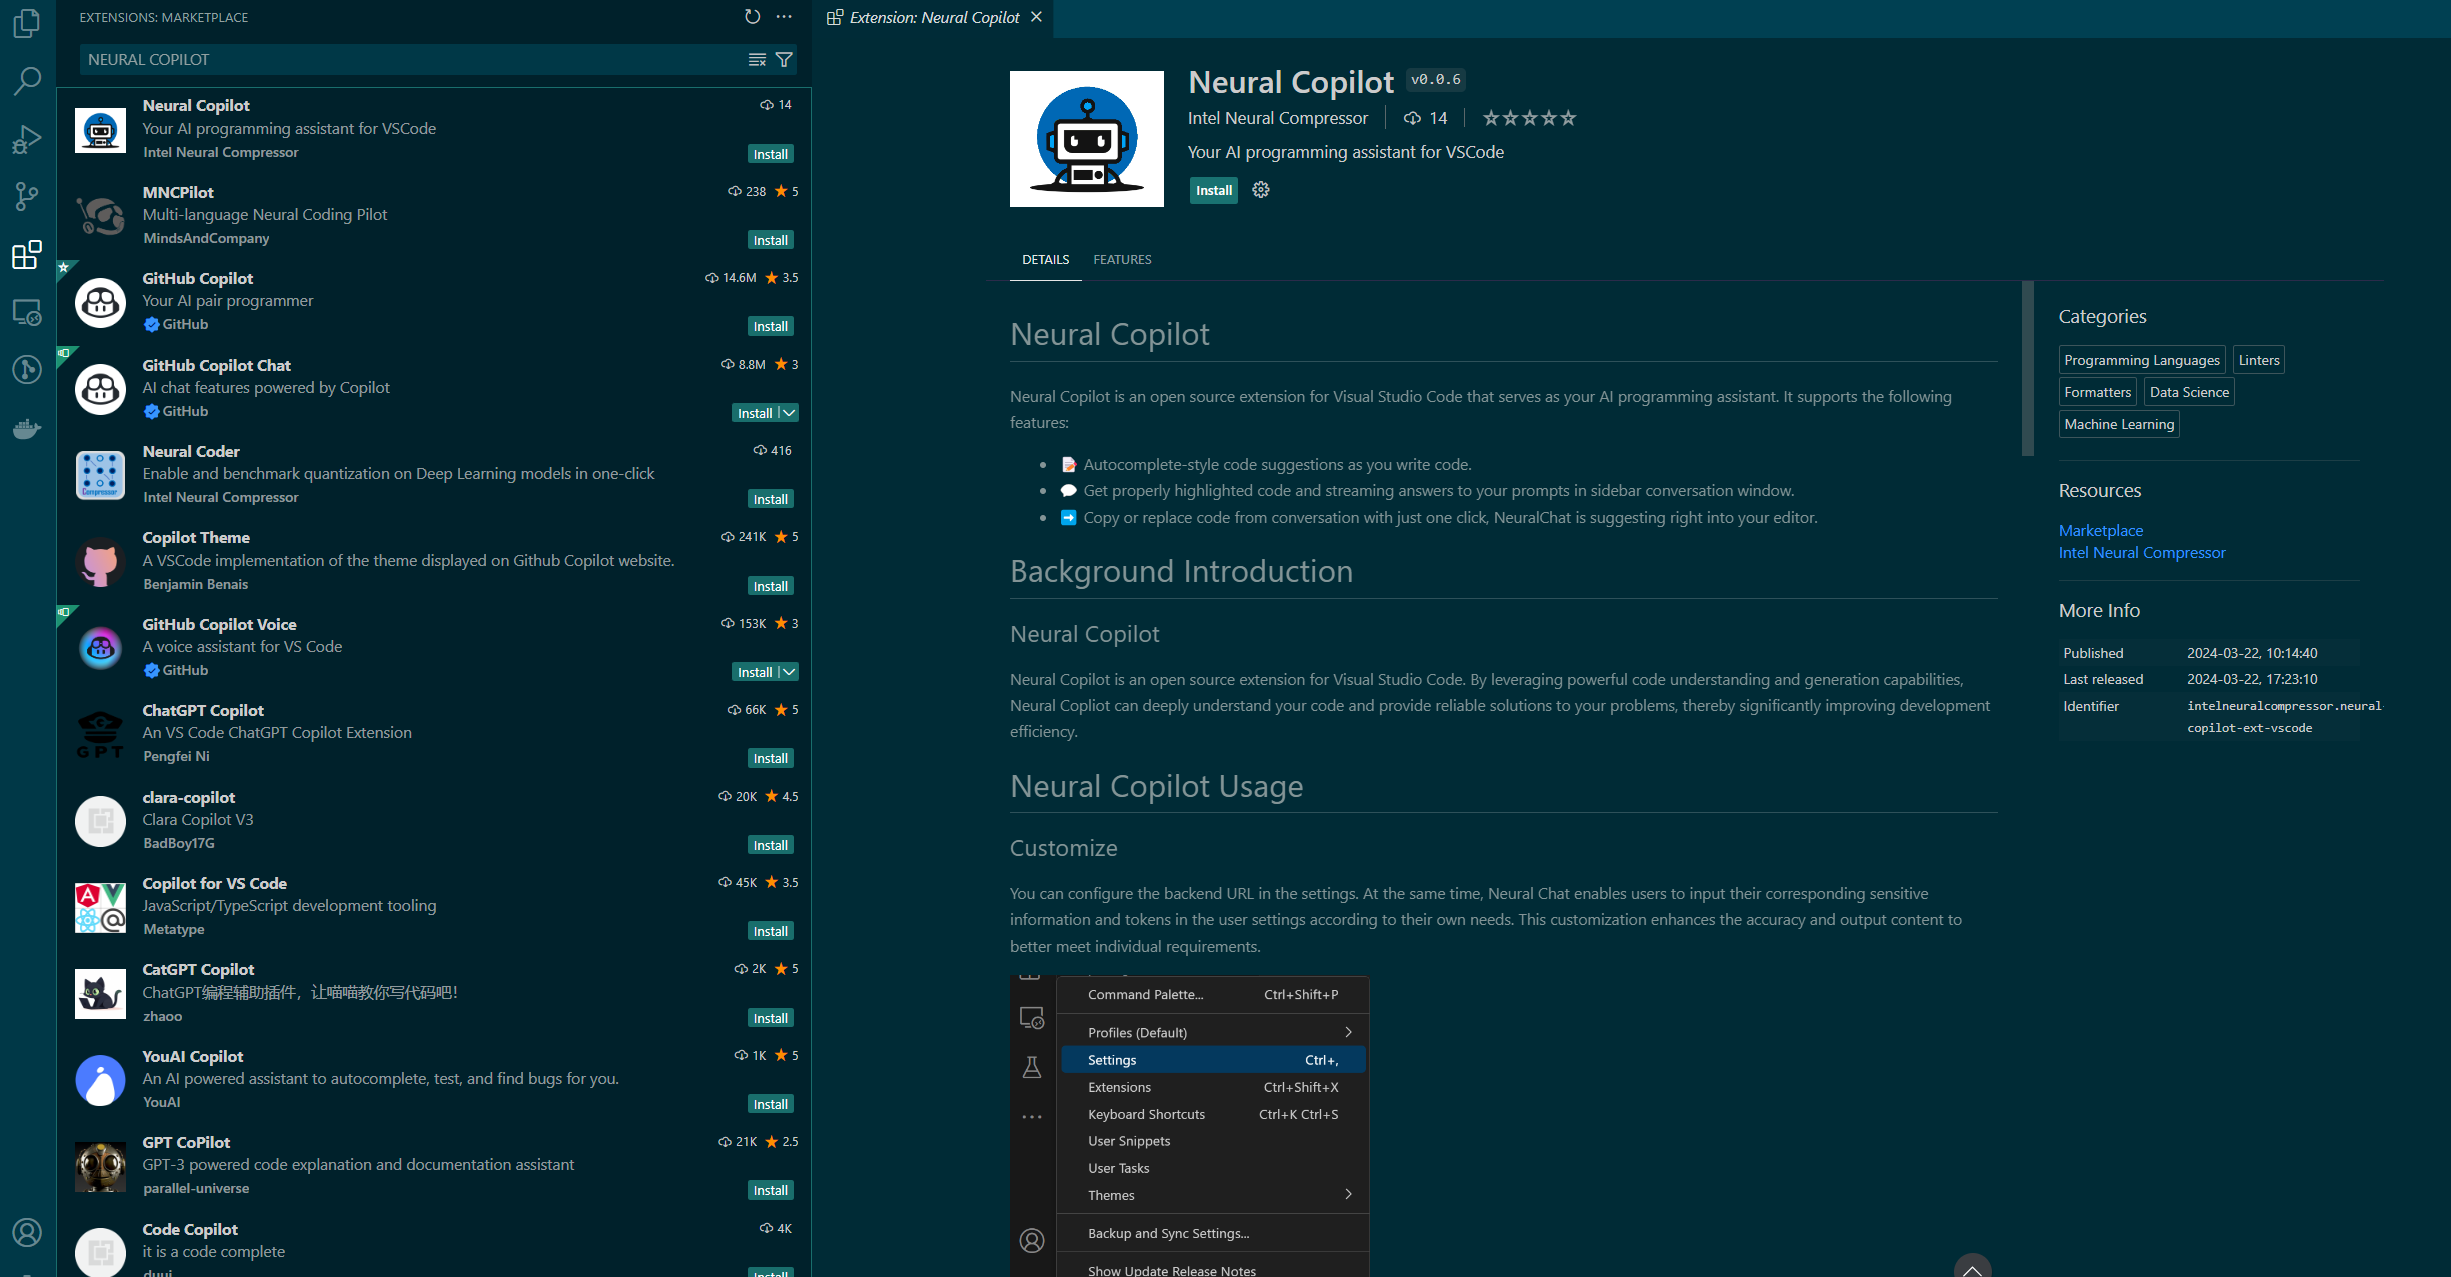 EXTENSIONS: MARKETPLACE
NEURAL COPILOT
Neural Copilot 14
Your AI programming assistant for VSCode
Intel Neural Compressor
Install
MNCPilot 238 5
Multi-language Neural Coding Pilot
MindsAndCompany
Install
GitHub Copilot 14.6M 3.5
Your AI pair programmer
GitHub
Install
GitHub Copilot Chat 8.8M 3
AI chat features powered by Copilot
GitHub
Install
Neural Coder 416
Enable and benchmark quantization on Deep Learning models in one-click
Compressor
Intel Neural Compressor
Install
Copilot Theme 241K 5
A VSCode implementation of the theme displayed on Github Copilot website.
Benjamin Benais
Install
GitHub Copilot Voice 153K 3
A voice assistant for VS Code
GitHub
Install
ChatGPT Copilot 66K 5
An VS Code ChatGPT Copilot Extension
GPT
Pengfei Ni
Install
clara-copilot 20K 4.5
Clara Copilot V3
BadBoy17G
Install
Copilot for VS Code 45K 3.5
JavaScript/TypeScript development tooling
Metatype
Install
CatGPT Copilot 2K 5
ChatGPT编程辅助插件，让喵喵教你写代码吧！
zhaoo
Install
YouAI Copilot 1K 5
An AI powered assistant to autocomplete, test, and find bugs for you.
YouAI
Install
GPT CoPilot 21K 2.5
GPT-3 powered code explanation and documentation assistant
parallel-universe
Install
Code Copilot 4K
it is a code complete
Install
Extension: Neural Copilot
Neural Copilot v0.0.6
Intel Neural Compressor 14
Your AI programming assistant for VSCode
Install
DETAILS FEATURES
Neural Copilot
Neural Copilot is an open source extension for Visual Studio Code that serves as your AI programming assistant. It supports the following
features:
• 📝 Autocomplete-style code suggestions as you write code.
• 💬 Get properly highlighted code and streaming answers to your prompts in sidebar conversation window.
• ➡️ Copy or replace code from conversation with just one click, NeuralChat is suggesting right into your editor.
Background Introduction
Neural Copilot
Neural Copilot is an open source extension for Visual Studio Code. By leveraging powerful code understanding and generation capabilities,
Neural Copliot can deeply understand your code and provide reliable solutions to your problems, thereby significantly improving development
efficiency.
Neural Copilot Usage
Customize
You can configure the backend URL in the settings. At the same time, Neural Chat enables users to input their corresponding sensitive
information and tokens in the user settings according to their own needs. This customization enhances the accuracy and output content to
better meet individual requirements.
Command Palette... Ctrl+Shift+P
Profiles (Default)
Settings Ctrl+,
Extensions Ctrl+Shift+X
Keyboard Shortcuts Ctrl+K Ctrl+S
User Snippets
User Tasks
Themes
Backup and Sync Settings...
Show Update Release Notes
Categories
Programming Languages Linters
Formatters Data Science
Machine Learning
Resources
Marketplace
Intel Neural Compressor
More Info
Published 2024-03-22, 10:14:40
Last released 2024-03-22, 17:23:10
Identifier intelneuralcompressor.neural-
copilot-ext-vscode